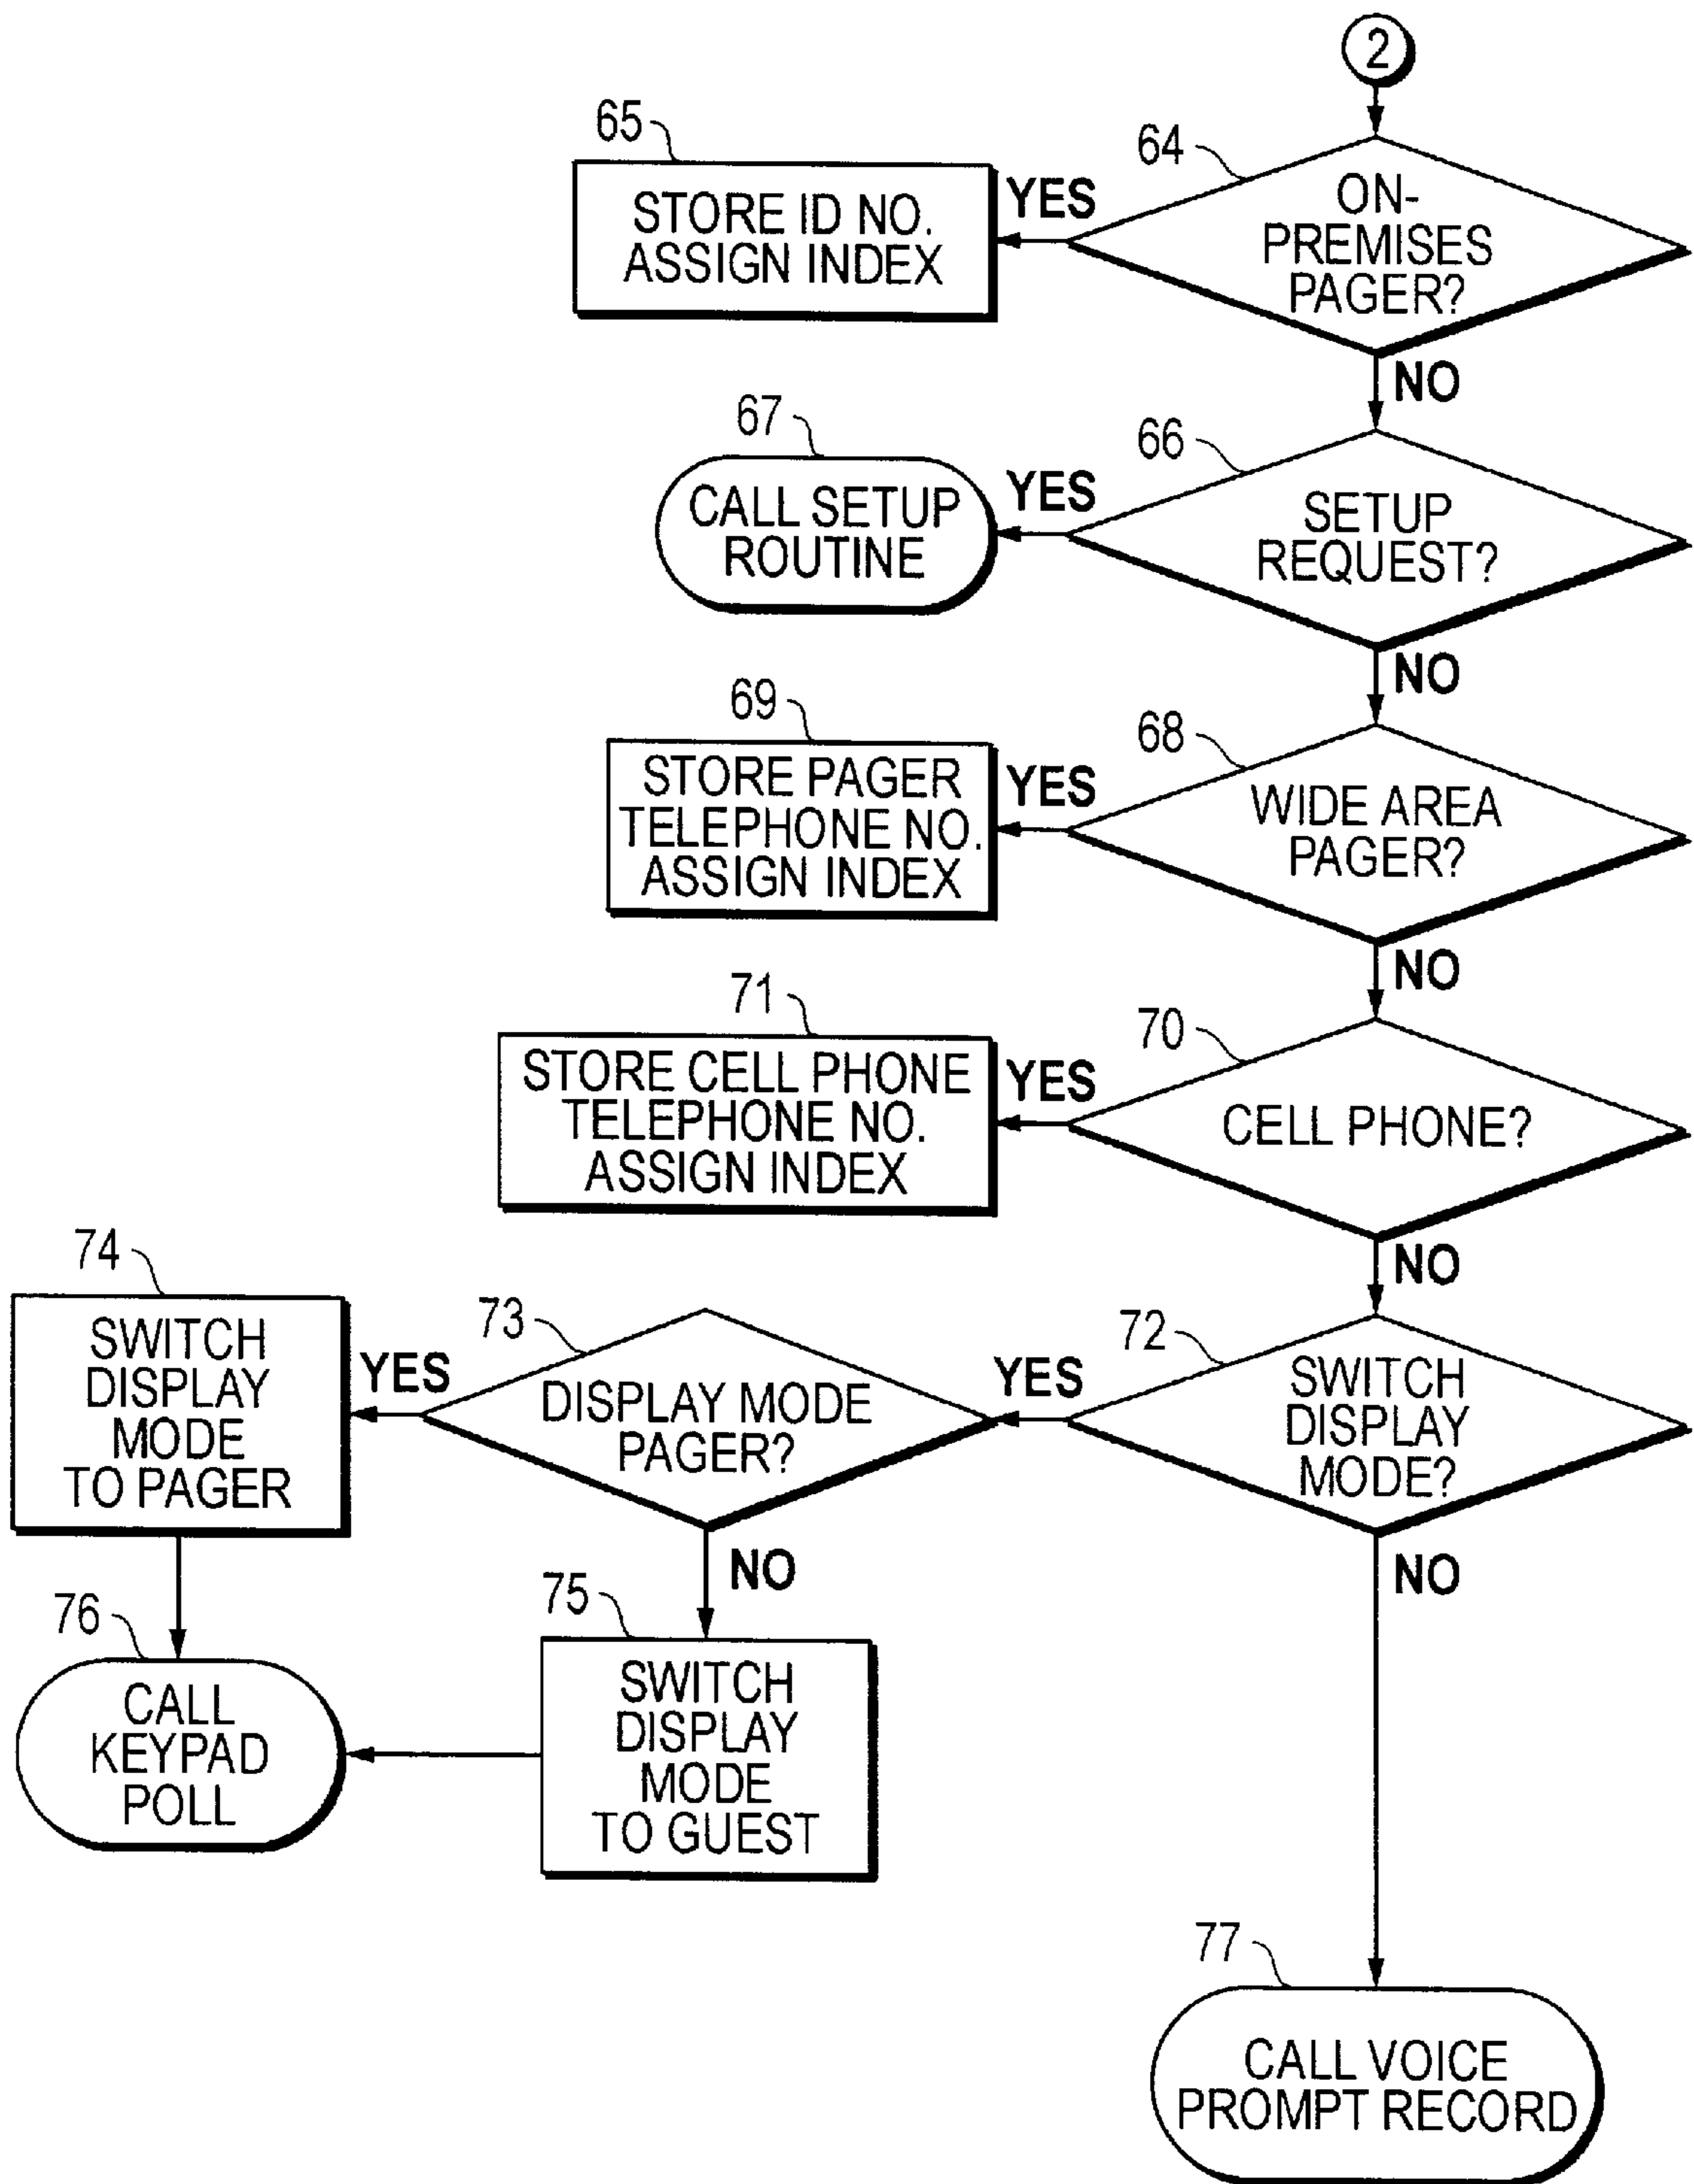 2
65
64
STORE ID NO.
ASSIGN INDEX
YES
ON-
PREMISES
PAGER?
NO
67
66
CALL SETUP
ROUTINE
YES
SETUP
REQUEST?
NO
69
68
STORE PAGER
TELEPHONE NO.
ASSIGN INDEX
YES
WIDE AREA
PAGER?
NO
71
70
STORE CELL PHONE
TELEPHONE NO.
ASSIGN INDEX
YES
CELL PHONE?
NO
74
73
72
SWITCH
DISPLAY
MODE
TO PAGER
YES
DISPLAY MODE
PAGER?
YES
SWITCH
DISPLAY
MODE?
NO
NO
76
75
CALL
KEYPAD
POLL
SWITCH
DISPLAY
MODE
TO GUEST
77
CALL VOICE
PROMPT RECORD